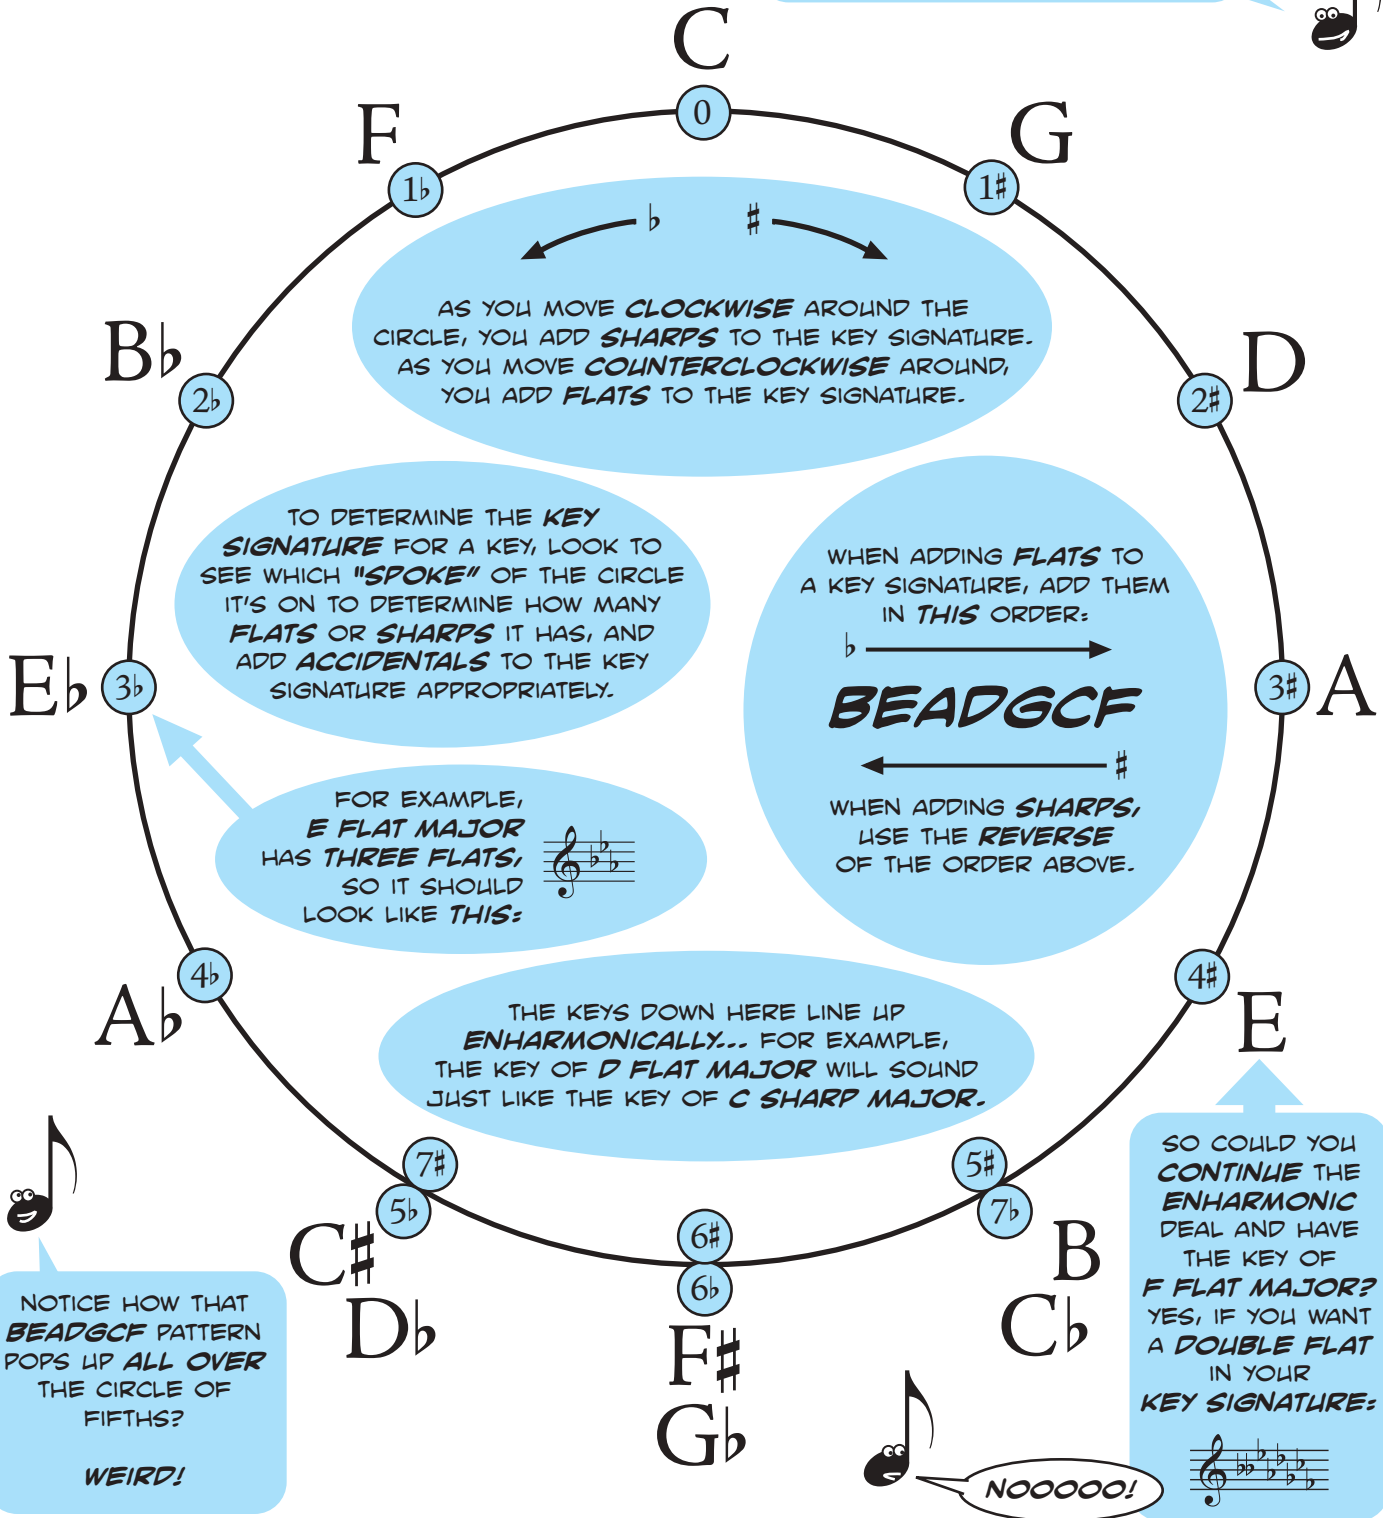 C
0
F
1♭
G
1♯
♭ ♯
AS YOU MOVE CLOCKWISE AROUND THE
CIRCLE, YOU ADD SHARPS TO THE KEY SIGNATURE.
AS YOU MOVE COUNTERCLOCKWISE AROUND,
YOU ADD FLATS TO THE KEY SIGNATURE.
B♭
2♭
D
2♯
TO DETERMINE THE KEY
SIGNATURE FOR A KEY, LOOK TO
SEE WHICH "SPOKE" OF THE CIRCLE
IT'S ON TO DETERMINE HOW MANY
FLATS OR SHARPS IT HAS, AND
ADD ACCIDENTALS TO THE KEY
SIGNATURE APPROPRIATELY.
WHEN ADDING FLATS TO
A KEY SIGNATURE, ADD THEM
IN THIS ORDER:
♭
BEADGCF
♯
WHEN ADDING SHARPS,
USE THE REVERSE
OF THE ORDER ABOVE.
E♭
3♭
3♯
A
FOR EXAMPLE,
E FLAT MAJOR
HAS THREE FLATS,
SO IT SHOULD
LOOK LIKE THIS:
4♭
A♭
4♯
E
THE KEYS DOWN HERE LINE UP
ENHARMONICALLY... FOR EXAMPLE,
THE KEY OF D FLAT MAJOR WILL SOUND
JUST LIKE THE KEY OF C SHARP MAJOR.
7♯
5♭
C♯
D♭
6♯
6♭
F♯
G♭
5♯
7♭
B
C♭
SO COULD YOU
CONTINUE THE
ENHARMONIC
DEAL AND HAVE
THE KEY OF
F FLAT MAJOR?
YES, IF YOU WANT
A DOUBLE FLAT
IN YOUR
KEY SIGNATURE:
NOTICE HOW THAT
BEADGCF PATTERN
POPS UP ALL OVER
THE CIRCLE OF
FIFTHS?
WEIRD!
NOOOOO!